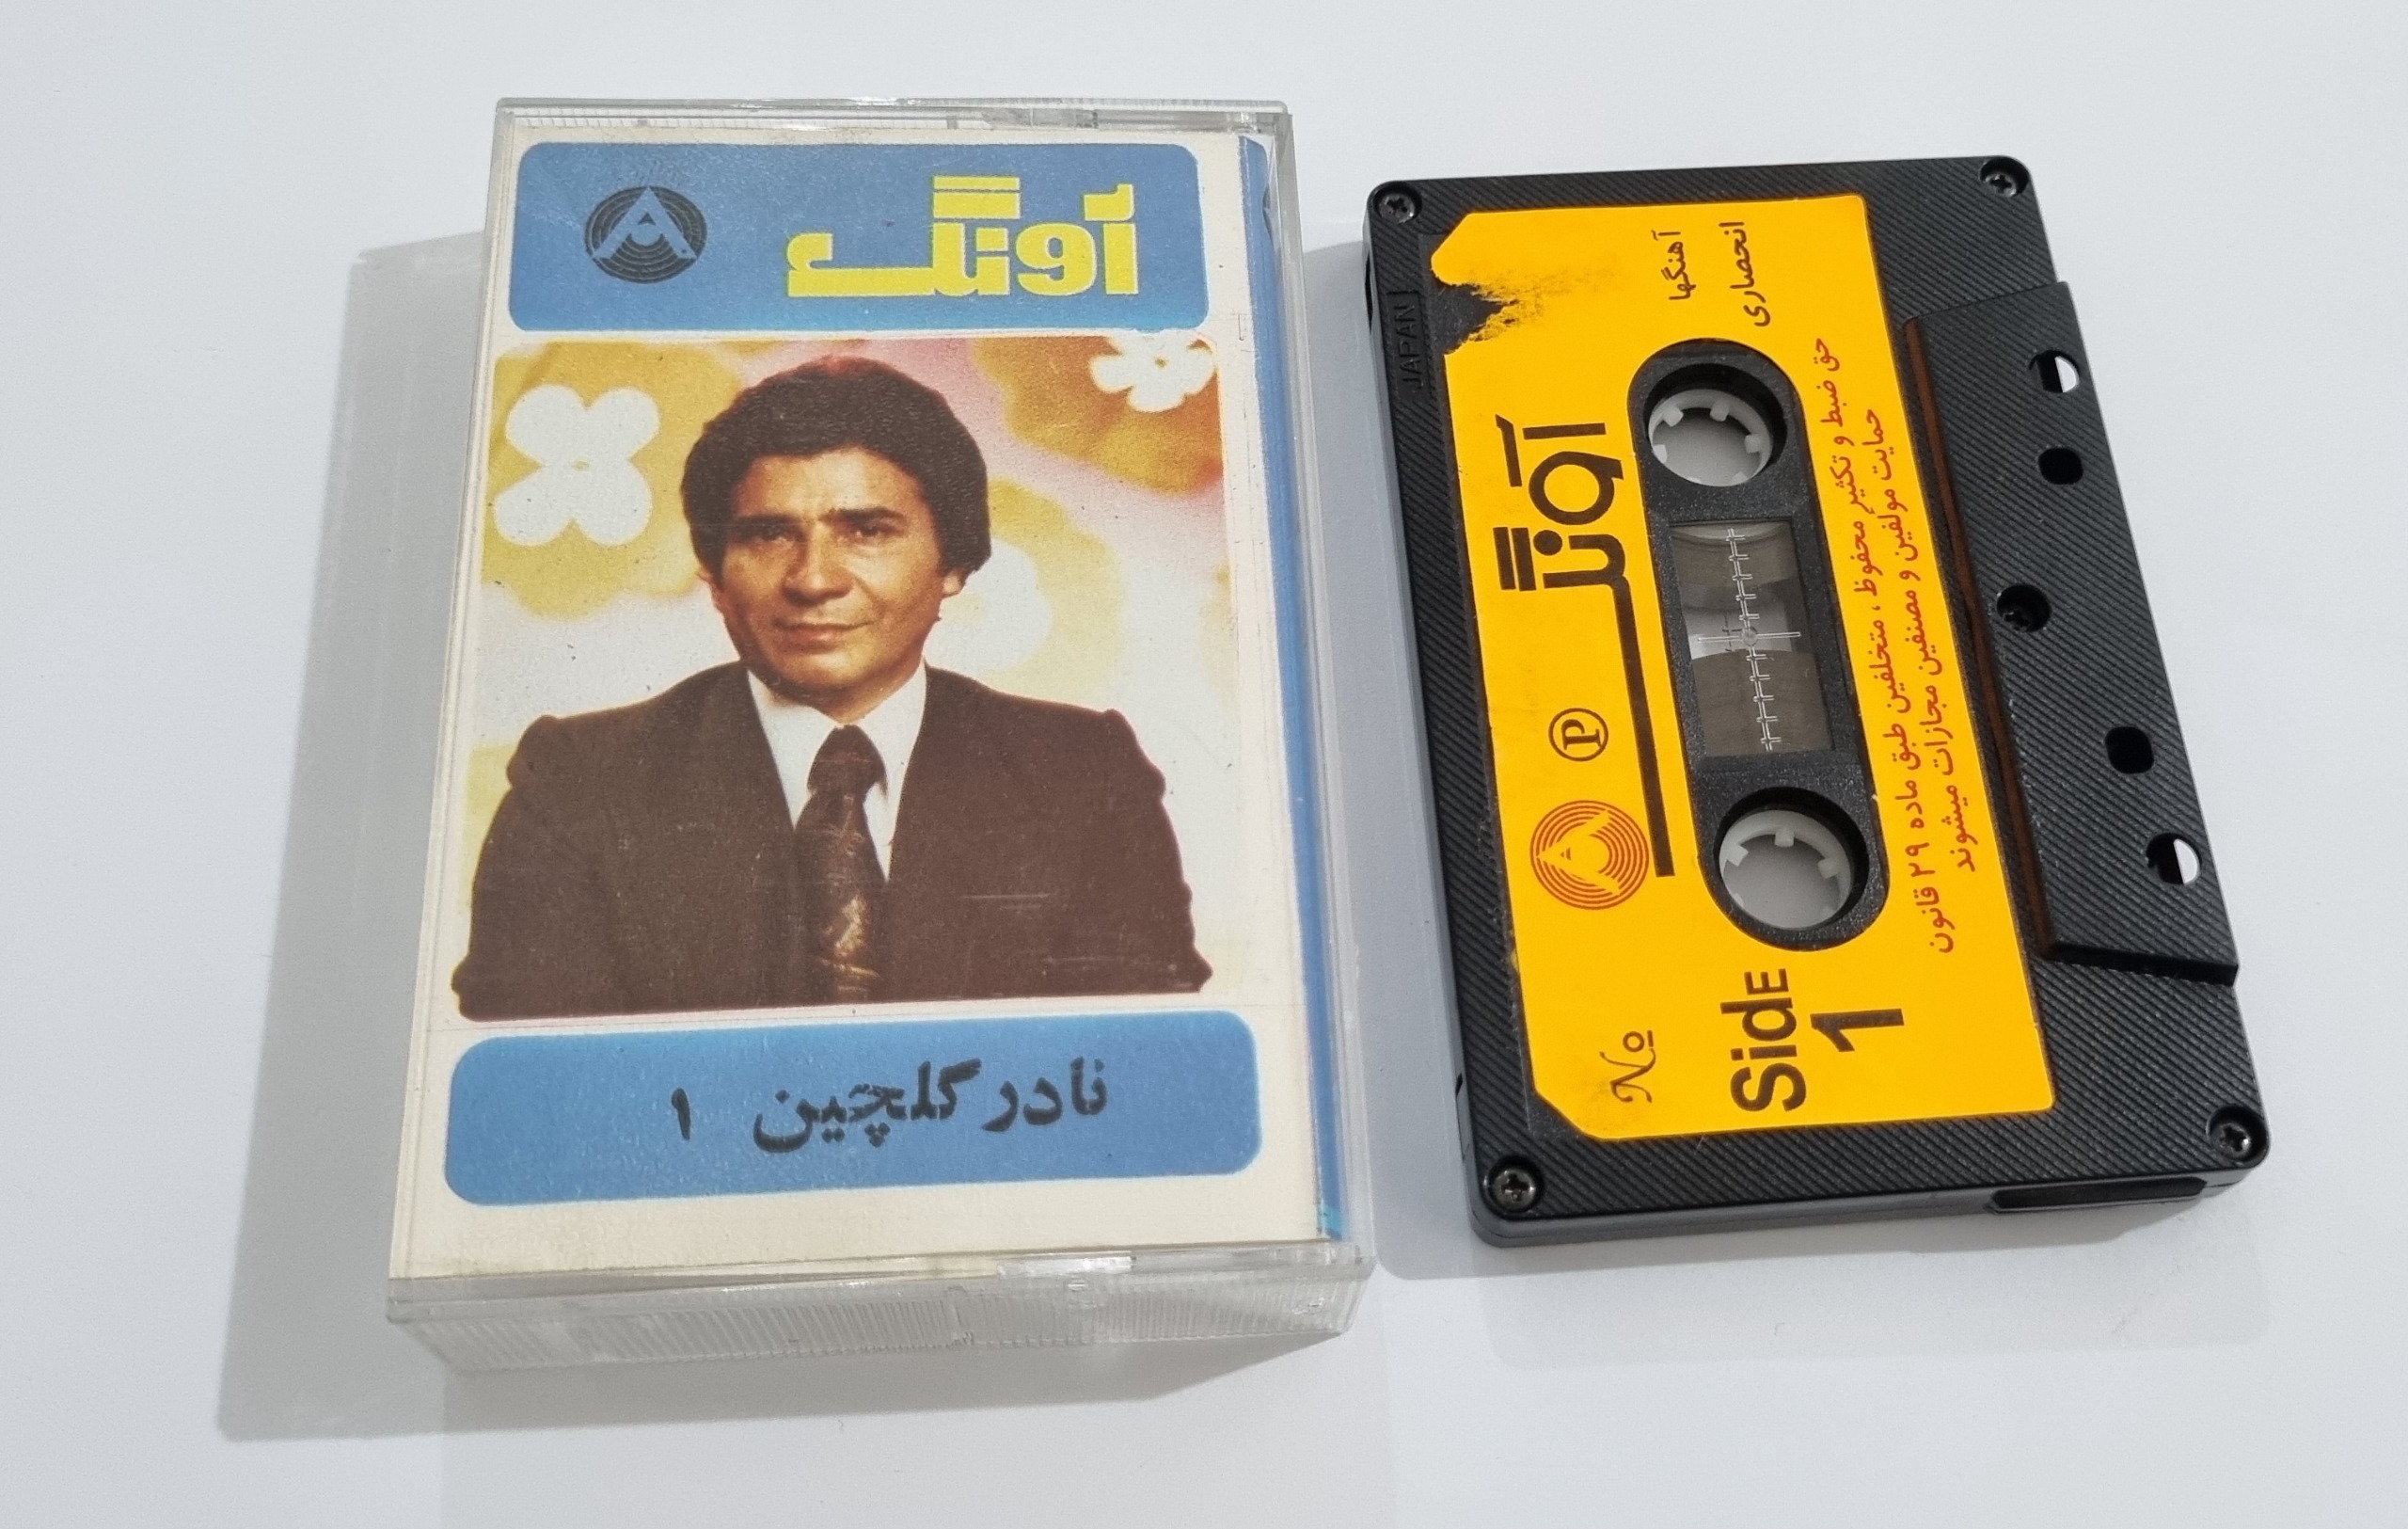 آونگ
نادر گلچین ۱
JAPAN
آهنگها
انحصاری
آونگ
℗
حق ضبط و تکثیر محفوظ ، متخلفین طبق ماده ۲۹ قانون
حمایت مولفین و مصنفین مجازات میشوند
No
SidE
1